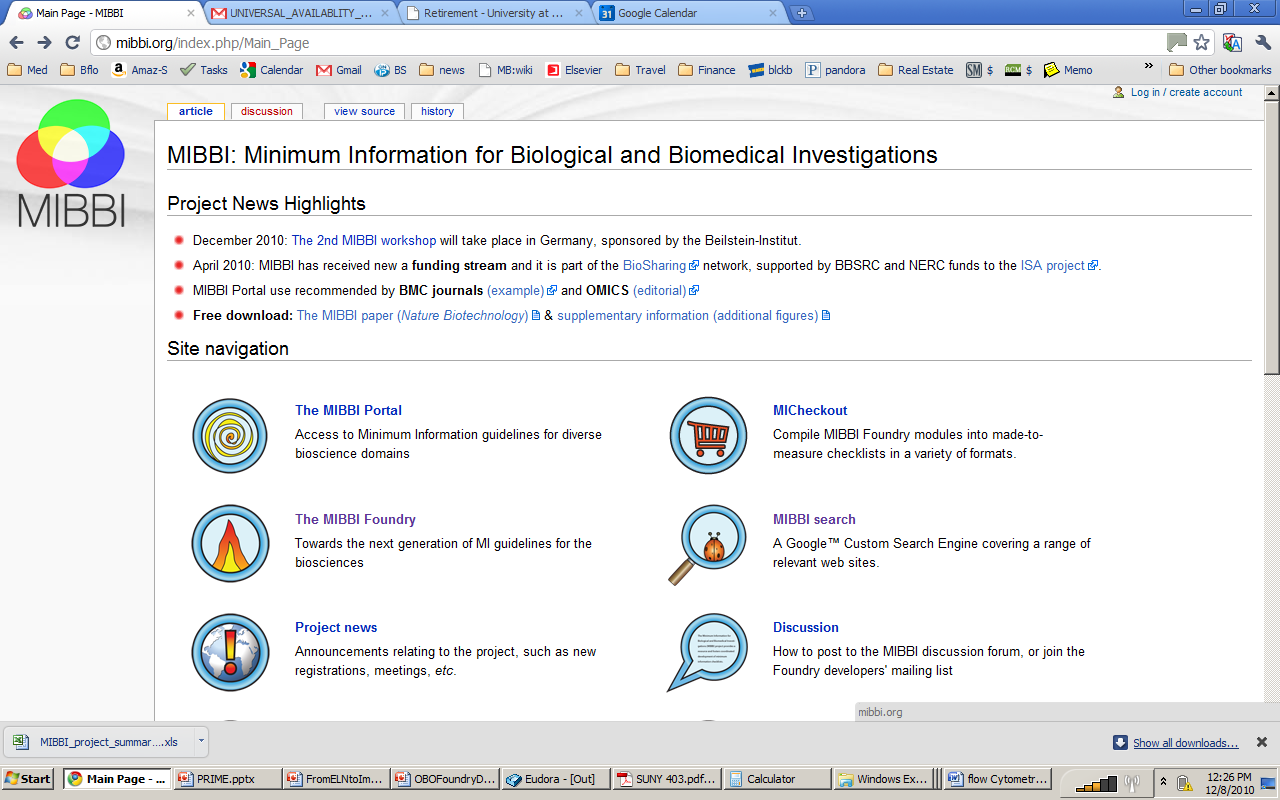 Main Page - MIBBI
UNIVERSAL_AVAILABLITY_...
Retirement - University at ...
31 Google Calendar
mibbi.org/index.php/Main_Page
Med Bflo Amaz-S Tasks Calendar Gmail BS news MB:wiki Elsevier Travel Finance blckb pandora Real Estate SM $ $ Memo » Other bookmarks
Log in / create account
article discussion view source history
MIBBI
MIBBI: Minimum Information for Biological and Biomedical Investigations
Project News Highlights
December 2010: The 2nd MIBBI workshop will take place in Germany, sponsored by the Beilstein-Institut.
April 2010: MIBBI has received new a funding stream and it is part of the BioSharing network, supported by BBSRC and NERC funds to the ISA project.
MIBBI Portal use recommended by BMC journals (example) and OMICS (editorial)
Free download: The MIBBI paper (Nature Biotechnology) & supplementary information (additional figures)
Site navigation
The MIBBI Portal
Access to Minimum Information guidelines for diverse
bioscience domains
MICheckout
Compile MIBBI Foundry modules into made-to-
measure checklists in a variety of formats.
The MIBBI Foundry
Towards the next generation of MI guidelines for the
biosciences
MIBBI search
A Google™ Custom Search Engine covering a range of
relevant web sites.
Project news
Announcements relating to the project, such as new
registrations, meetings, etc.
Discussion
How to post to the MIBBI discussion forum, or join the
Foundry developers' mailing list
mibbi.org
MIBBI_project_summar....xls
Show all downloads...
Start Main Page - ... PRIME.pptx FromELNtoIm... OBOFoundryD... Eudora - [Out] SUNY 403.pdf... Calculator Windows Ex... flow Cytometr...
12:26 PM
12/8/2010